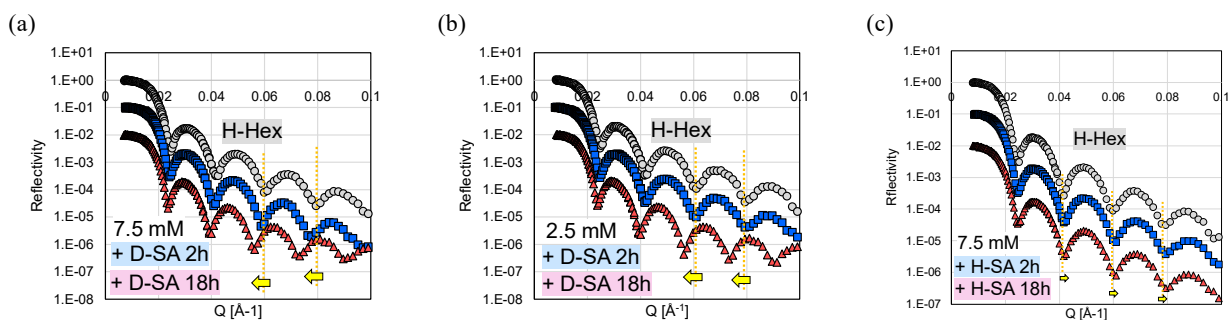 (a)
1.E+01
1.E+00
1.E-01
1.E-02
1.E-03
1.E-04
1.E-05
1.E-06
1.E-07
1.E-08
0
0.02
0.04
0.06
0.08
0.1
Reflectivity
H-Hex
7.5 mM
+ D-SA 2h
+ D-SA 18h
Q [Å-1]
(b)
1.E+01
1.E+00
1.E-01
1.E-02
1.E-03
1.E-04
1.E-05
1.E-06
1.E-07
1.E-08
0
0.02
0.04
0.06
0.08
0.1
Reflectivity
H-Hex
2.5 mM
+ D-SA 2h
+ D-SA 18h
Q [Å⁻¹]
(c)
1.E+01
1.E+00
1.E-01
1.E-02
1.E-03
1.E-04
1.E-05
1.E-06
1.E-07
0
0.02
0.04
0.06
0.08
0.1
Rflectivity
H-Hex
7.5 mM
+ H-SA 2h
+ H-SA 18h
Q [Å-1]